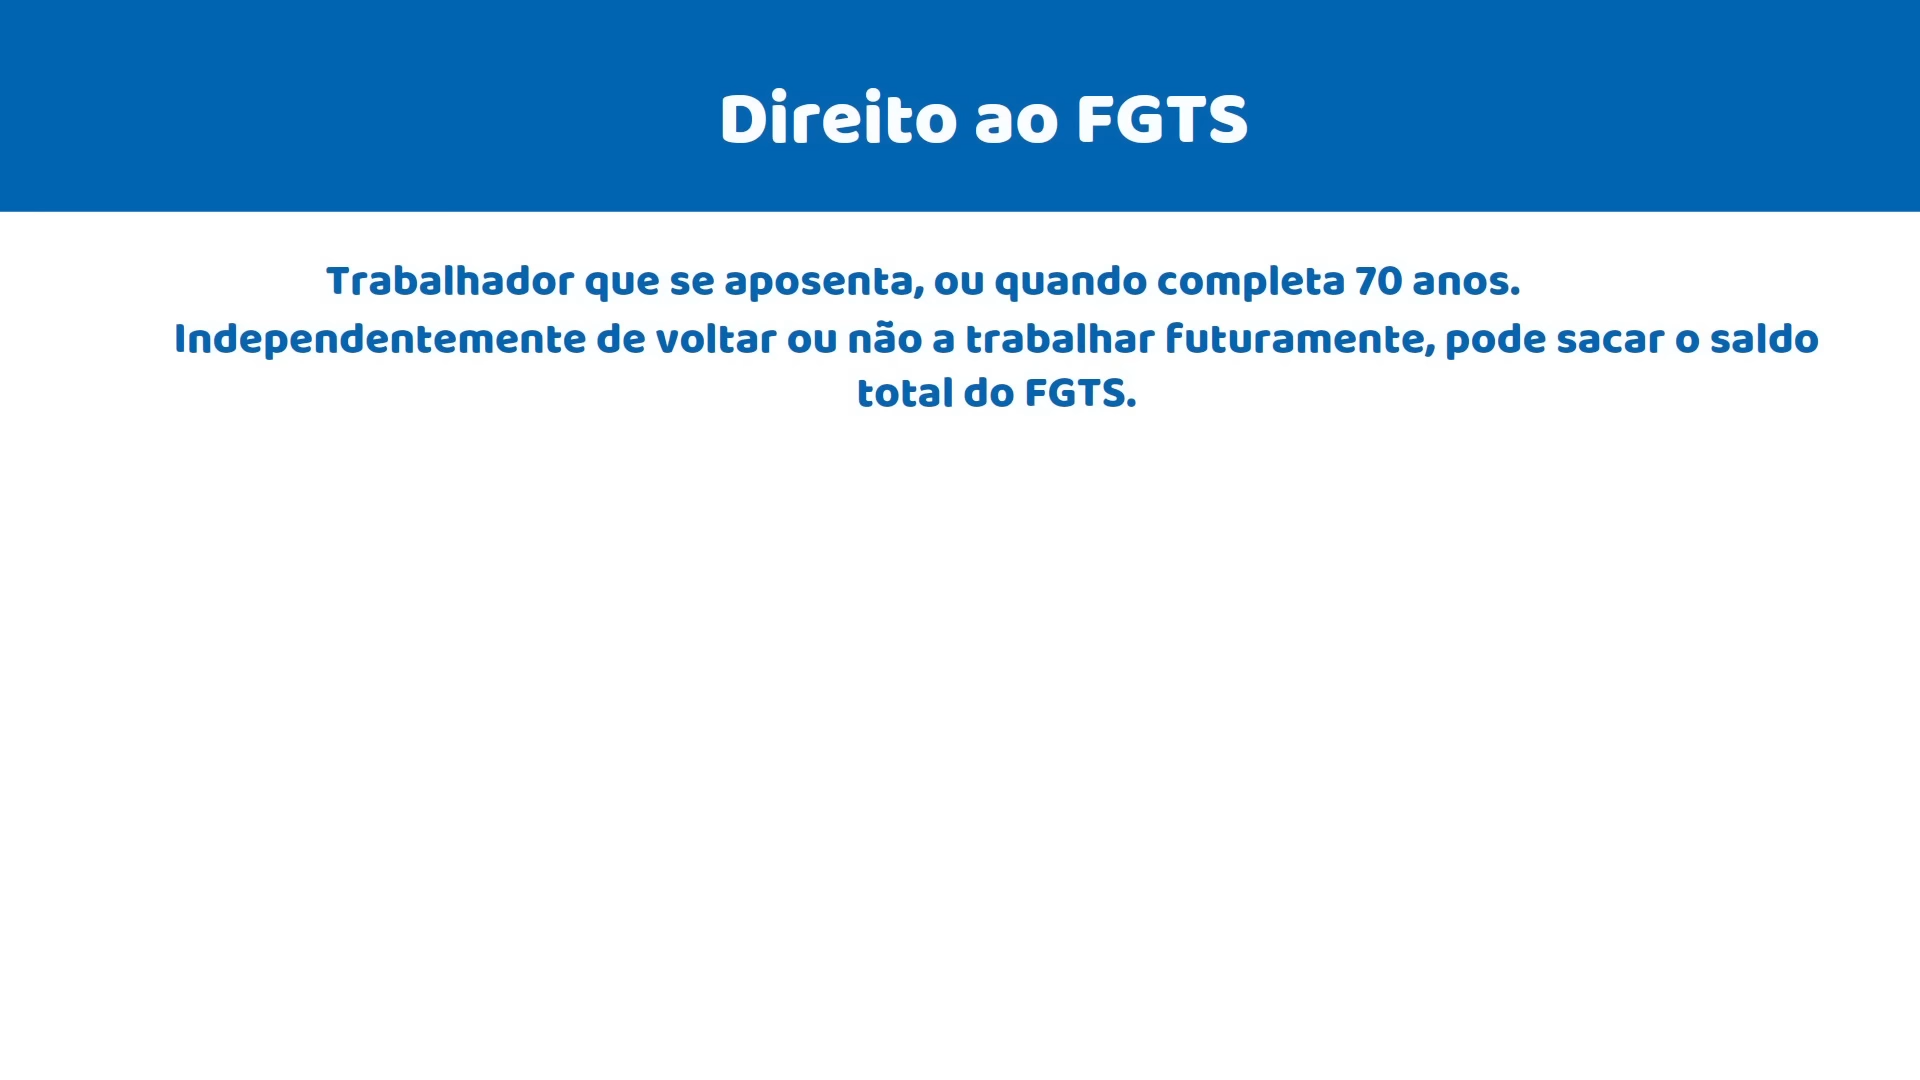 Direito ao FGTS
Trabalhador que se aposenta, ou quando completa 70 anos.
Independentemente de voltar ou não a trabalhar futuramente, pode sacar o saldo
total do FGTS.